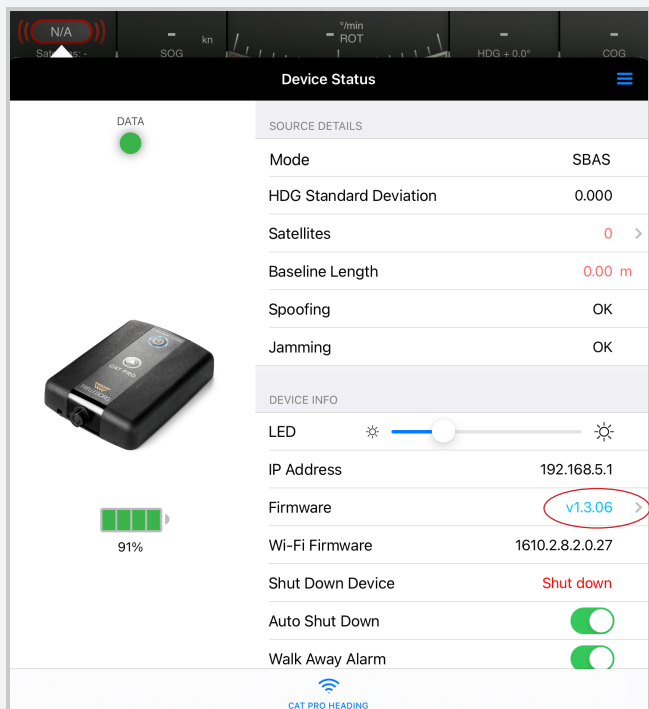 N/A
Satellites: -
-
kn
SOG
°/min
-
ROT
-
HDG + 0.0°
-
COG
Device Status
DATA
SOURCE DETAILS
Mode SBAS
HDG Standard Deviation 0.000
Satellites 0 >
Baseline Length 0.00 m
Spoofing OK
Jamming OK
CAT PRO
TRELLEBORG
DEVICE INFO
LED
IP Address 192.168.5.1
Firmware v1.3.06 >
91%
Wi-Fi Firmware 1610.2.8.2.0.27
Shut Down Device Shut down
Auto Shut Down
Walk Away Alarm
CAT PRO HEADING